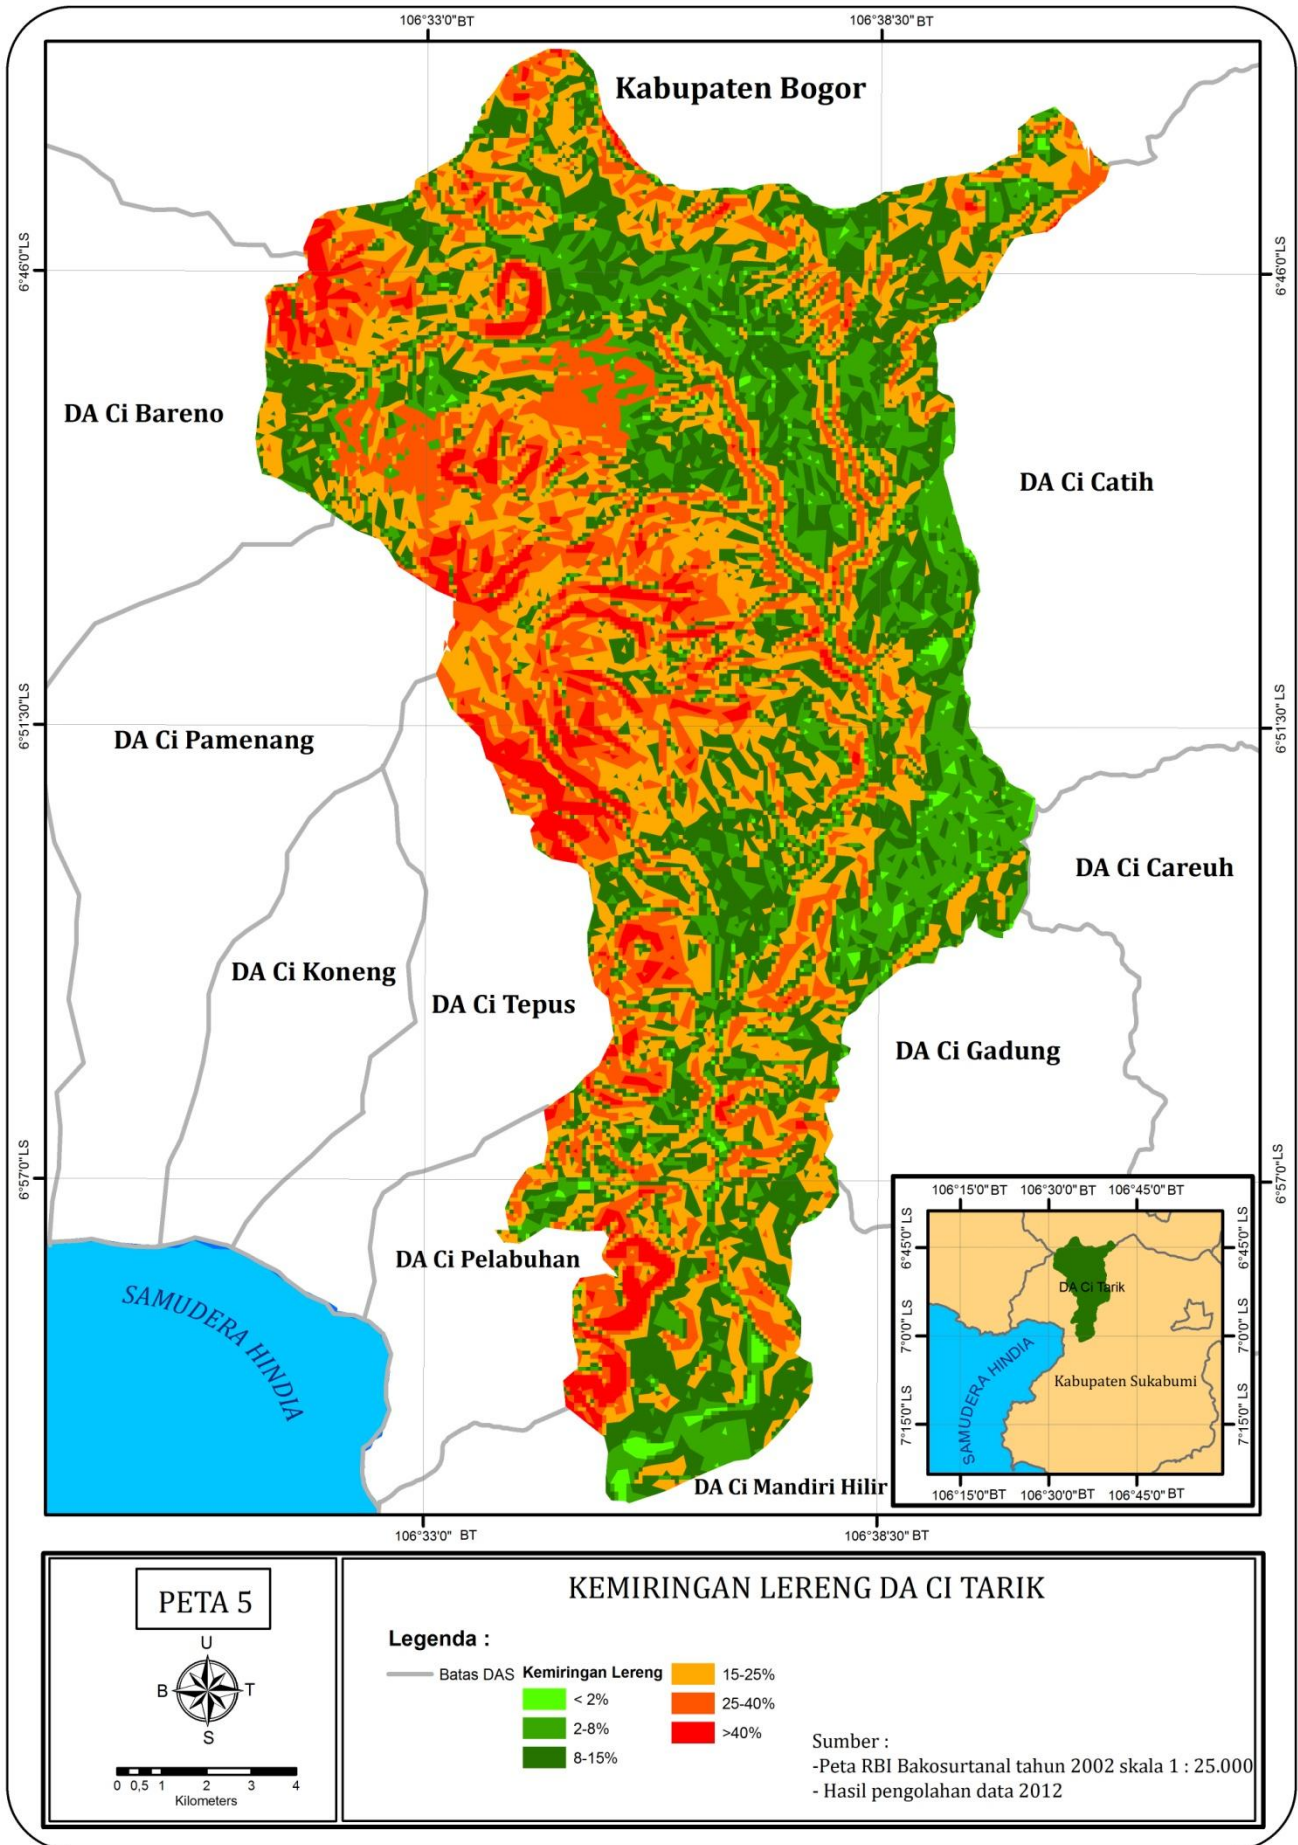 106°33'0" BT
106°38'30" BT
Kabupaten Bogor
6°46'0"LS
6°46'0"LS
DA Ci Bareno
DA Ci Catih
6°51'30"LS
6°51'30" LS
DA Ci Pamenang
DA Ci Careuh
DA Ci Koneng
DA Ci Tepus
DA Ci Gadung
6°57'0"LS
6°57'0"LS
DA Ci Pelabuhan
SAMUDERA HINDIA
DA Ci Mandiri Hilir
106°15'0"BT
106°30'0"BT
106°45'0"BT
6°45'0" LS
6°45'0" LS
DA Ci Tarik
7°0'0" LS
7°0'0" LS
SAMUDERA HINDIA
Kabupaten Sukabumi
7°15'0" LS
7°15'0" LS
106°15'0"BT
106°30'0"BT
106°45'0"BT
106°33'0" BT
106°38'30" BT
PETA 5
U
B
T
S
0 0,5 1 2 3 4
Kilometers
KEMIRINGAN LERENG DA CI TARIK
Legenda :
Batas DAS
Kemiringan Lereng
< 2%
2-8%
8-15%
15-25%
25-40%
>40%
Sumber :
-Peta RBI Bakosurtanal tahun 2002 skala 1 : 25.000
- Hasil pengolahan data 2012